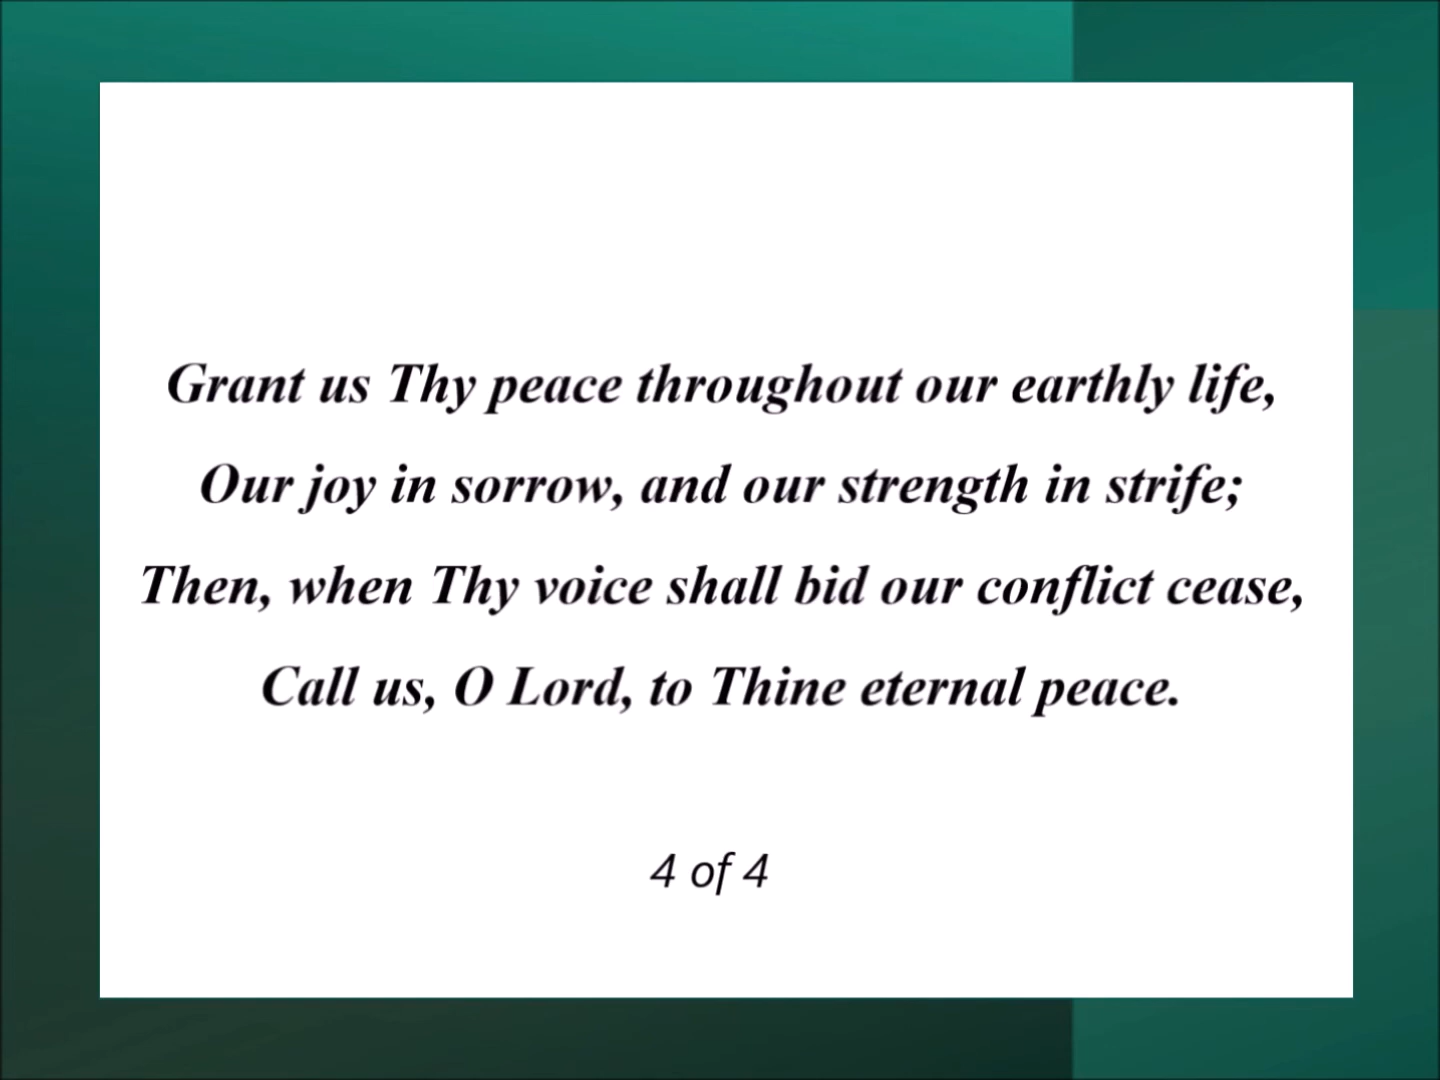 Grant us Thy peace throughout our earthly life,
Our joy in sorrow, and our strength in strife;
Then, when Thy voice shall bid our conflict cease,
Call us, O Lord, to Thine eternal peace.
4 of 4